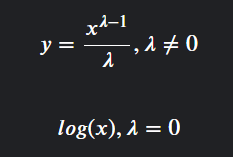 y = x^{λ-1} / λ , λ ≠ 0
log(x), λ = 0